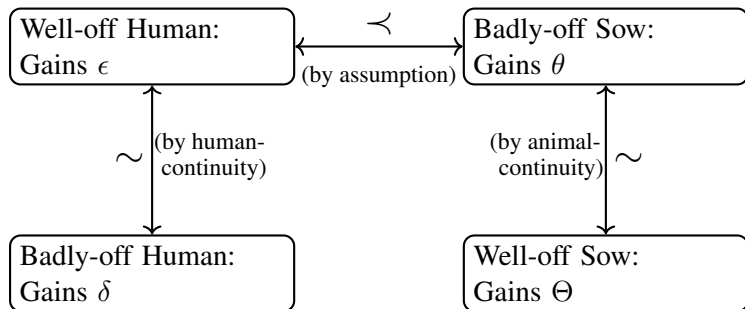 Well-off Human:
Gains ϵ
≺
(by assumption)
Badly-off Sow:
Gains θ
∼
(by human-
continuity)
(by animal-
continuity)
∼
Badly-off Human:
Gains δ
Well-off Sow:
Gains Θ